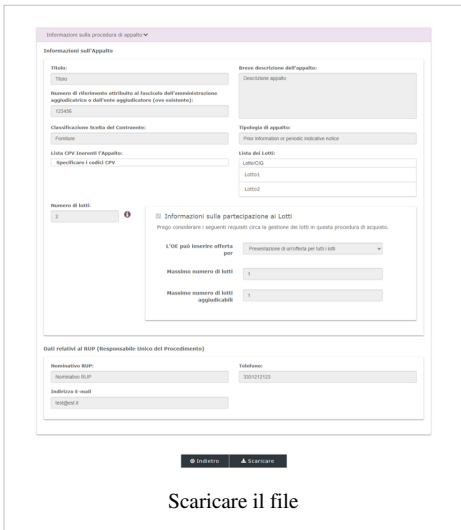 Informazioni sulla procedura di appalto
Informazioni sull'Appalto
Titolo:
Titolo
Breve descrizione dell'appalto:
Descrizione appalto
Numero di riferimento attribuito al fascicolo dell'amministrazione
aggiudicatrice o dall'ente aggiudicatore (ove esistente):
123456
Classificazione Scelta del Contraente:
Forniture
Tipologia di appalto:
Prior information or periodic indicative notice
Lista CPV Inerenti l'Appalto:
Specificare i codici CPV
Lista dei Lotti:
Lotto/CIG
Lotto1
Lotto2
Numero di lotti:
2
Informazioni sulla partecipazione ai Lotti
Prego considerare i seguenti requisiti circa la gestione dei lotti in questa procedura di acquisto.
L'OE può inserire offerta
per
Presentazione di un'offerta per tutti i lotti
Massimo numero di lotti
1
Massimo numero di lotti
aggiudicabili
1
Dati relativi al RUP (Responsabile Unico del Procedimento)
Nominativo RUP:
Nominativo RUP
Telefono:
3331212123
Indirizzo E-mail
test@est.it
Indietro
Scaricare
Scaricare il file